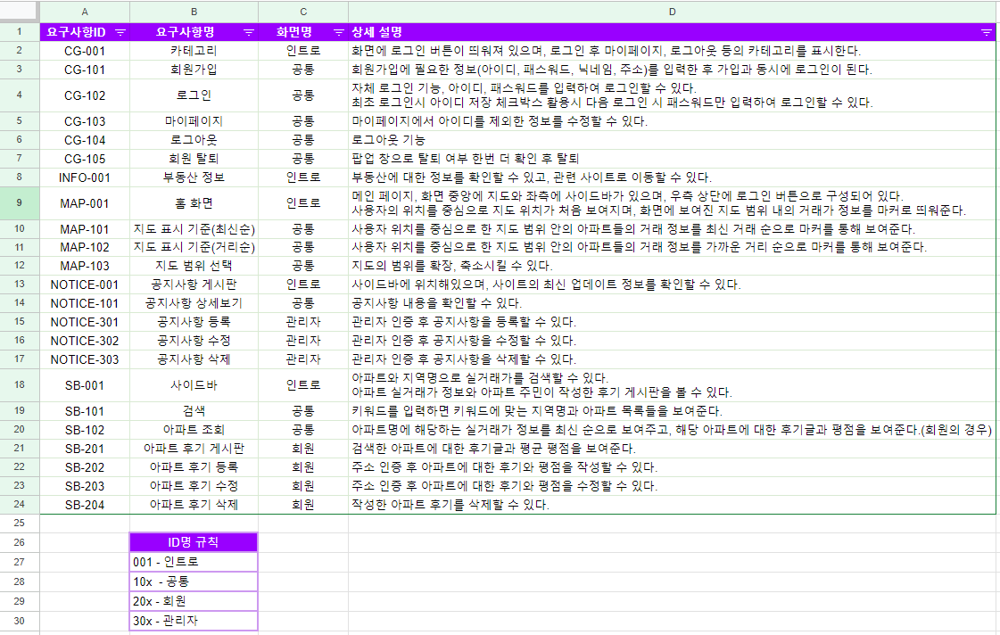 A B C D
1 요구사항ID 요구사항명 화면명 상세 설명
2 CG-001 카테고리 인트로 화면에 로그인 버튼이 띄워져 있으며, 로그인 후 마이페이지, 로그아웃 등의 카테고리를 표시한다.
3 CG-101 회원가입 공통 회원가입에 필요한 정보(아이디, 패스워드, 닉네임, 주소)를 입력한 후 가입과 동시에 로그인이 된다.
4 CG-102 로그인 공통 자체 로그인 기능, 아이디, 패스워드를 입력하여 로그인할 수 있다.
최초 로그인시 아이디 저장 체크박스 활용시 다음 로그인 시 패스워드만 입력하여 로그인할 수 있다.
5 CG-103 마이페이지 공통 마이페이지에서 아이디를 제외한 정보를 수정할 수 있다.
6 CG-104 로그아웃 공통 로그아웃 기능
7 CG-105 회원 탈퇴 공통 팝업 창으로 탈퇴 여부 한번 더 확인 후 탈퇴
8 INFO-001 부동산 정보 인트로 부동산에 대한 정보를 확인할 수 있고, 관련 사이트로 이동할 수 있다.
9 MAP-001 홈 화면 인트로 메인 페이지, 화면 중앙에 지도와 좌측에 사이드바가 있으며, 우측 상단에 로그인 버튼으로 구성되어 있다.
사용자의 위치를 중심으로 지도 위치가 처음 보여지며, 화면에 보여진 지도 범위 내의 거래가 정보를 마커로 띄워준다.
10 MAP-101 지도 표시 기준(최신순) 공통 사용자 위치를 중심으로 한 지도 범위 안의 아파트들의 거래 정보를 최신 거래 순으로 마커를 통해 보여준다.
11 MAP-102 지도 표시 기준(거리순) 공통 사용자 위치를 중심으로 한 지도 범위 안의 아파트들의 거래 정보를 가까운 거리 순으로 마커를 통해 보여준다.
12 MAP-103 지도 범위 선택 공통 지도의 범위를 확장, 축소시킬 수 있다.
13 NOTICE-001 공지사항 게시판 인트로 사이드바에 위치해있으며, 사이트의 최신 업데이트 정보를 확인할 수 있다.
14 NOTICE-101 공지사항 상세보기 공통 공지사항 내용을 확인할 수 있다.
15 NOTICE-301 공지사항 등록 관리자 관리자 인증 후 공지사항을 등록할 수 있다.
16 NOTICE-302 공지사항 수정 관리자 관리자 인증 후 공지사항을 수정할 수 있다.
17 NOTICE-303 공지사항 삭제 관리자 관리자 인증 후 공지사항을 삭제할 수 있다.
18 SB-001 사이드바 인트로 아파트와 지역명으로 실거래가를 검색할 수 있다.
아파트 실거래가 정보와 아파트 주민이 작성한 후기 게시판을 볼 수 있다.
19 SB-101 검색 공통 키워드를 입력하면 키워드에 맞는 지역명과 아파트 목록들을 보여준다.
20 SB-102 아파트 조회 공통 아파트명에 해당하는 실거래가 정보를 최신 순으로 보여주고, 해당 아파트에 대한 후기글과 평점을 보여준다.(회원의 경우)
21 SB-201 아파트 후기 게시판 회원 검색한 아파트에 대한 후기글과 평균 평점을 보여준다.
22 SB-202 아파트 후기 등록 회원 주소 인증 후 아파트에 대한 후기와 평점을 작성할 수 있다.
23 SB-203 아파트 후기 수정 회원 주소 인증 후 아파트에 대한 후기와 평점을 수정할 수 있다.
24 SB-204 아파트 후기 삭제 회원 작성한 아파트 후기를 삭제할 수 있다.
25
26 ID명 규칙
27 001 - 인트로
28 10x - 공통
29 20x - 회원
30 30x - 관리자